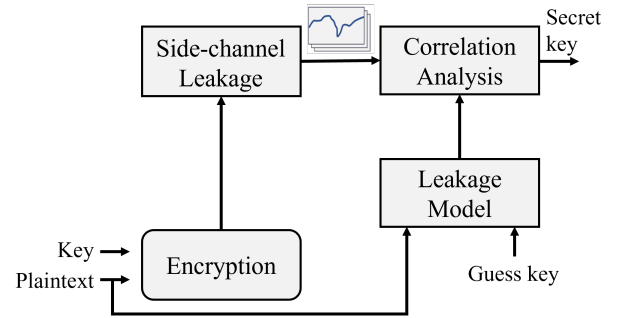 Side-channel
Leakage
Correlation
Analysis
Secret
key
Leakage
Model
Key
Plaintext
Encryption
Guess key